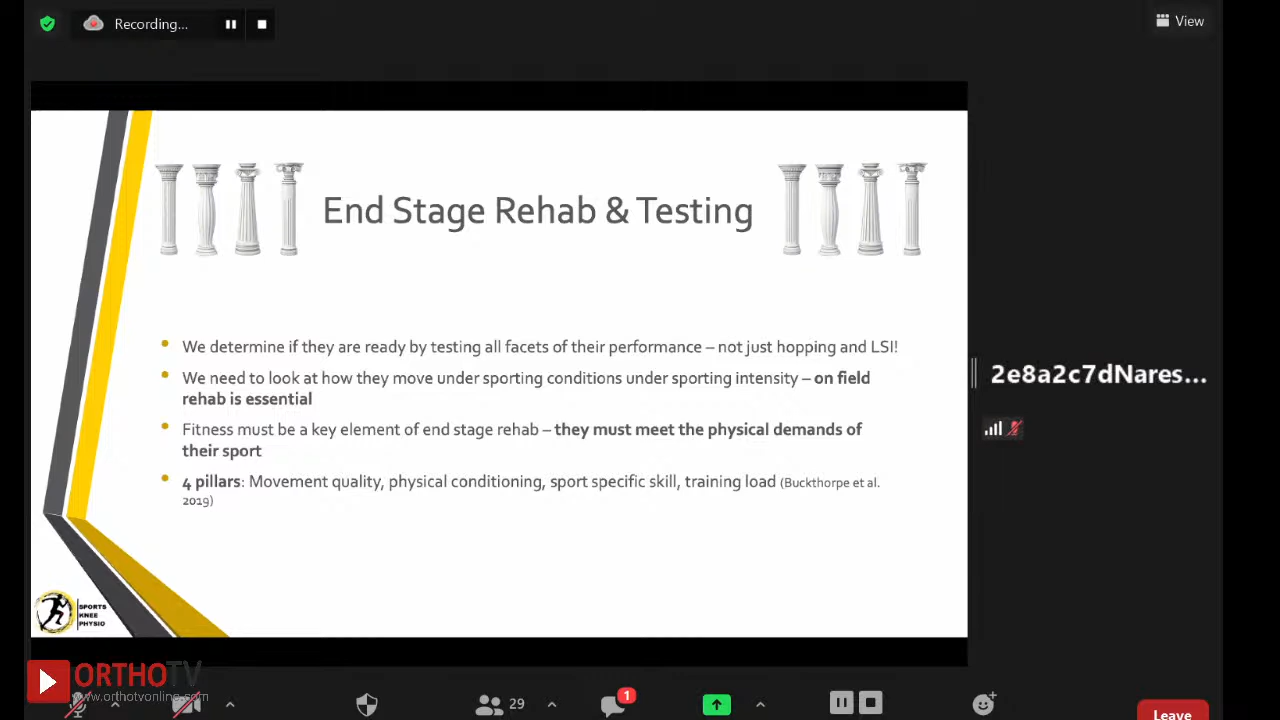 Recording...
View
End Stage Rehab & Testing
• We determine if they are ready by testing all facets of their performance – not just hopping and LSI!
• We need to look at how they move under sporting conditions under sporting intensity – on field
rehab is essential
• Fitness must be a key element of end stage rehab – they must meet the physical demands of
their sport
• 4 pillars: Movement quality, physical conditioning, sport specific skill, training load (Buckthorpe et al.
2019)
2e8a2c7dNares...
SPORTS
KNEE
PHYSIO
ORTHOTV
www.orthotvonline.com
29
1
Leave